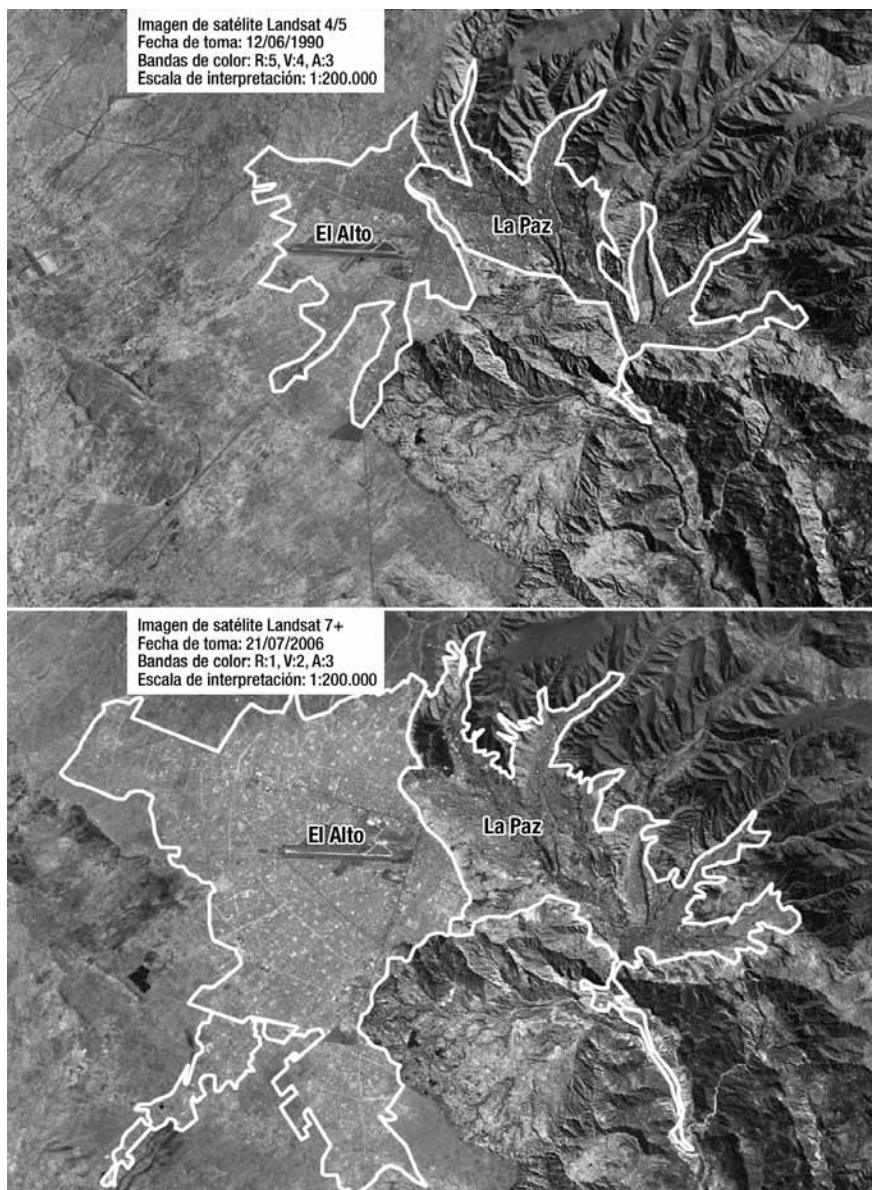 Imagen de satélite Landsat 4/5
Fecha de toma: 12/06/1990
Bandas de color: R:5, V:4, A:3
Escala de interpretación: 1:200.000
El Alto
La Paz
Imagen de satélite Landsat 7+
Fecha de toma: 21/07/2006
Bandas de color: R:1, V:2, A:3
Escala de interpretación: 1:200.000
El Alto
La Paz